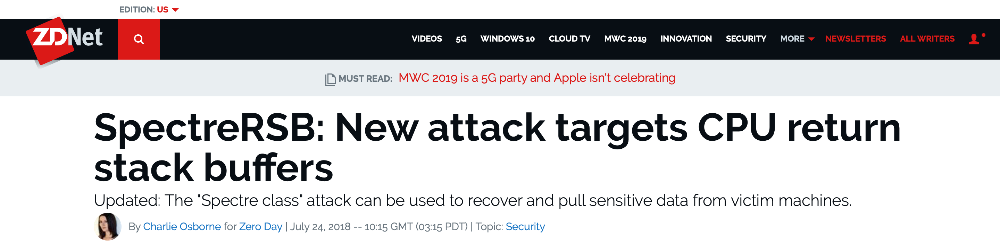 EDITION: US
ZDNet
VIDEOS 5G WINDOWS 10 CLOUD TV MWC 2019 INNOVATION SECURITY MORE NEWSLETTERS ALL WRITERS
MUST READ: MWC 2019 is a 5G party and Apple isn't celebrating
SpectreRSB: New attack targets CPU return
stack buffers
Updated: The "Spectre class" attack can be used to recover and pull sensitive data from victim machines.
By Charlie Osborne for Zero Day | July 24, 2018 -- 10:15 GMT (03:15 PDT) | Topic: Security